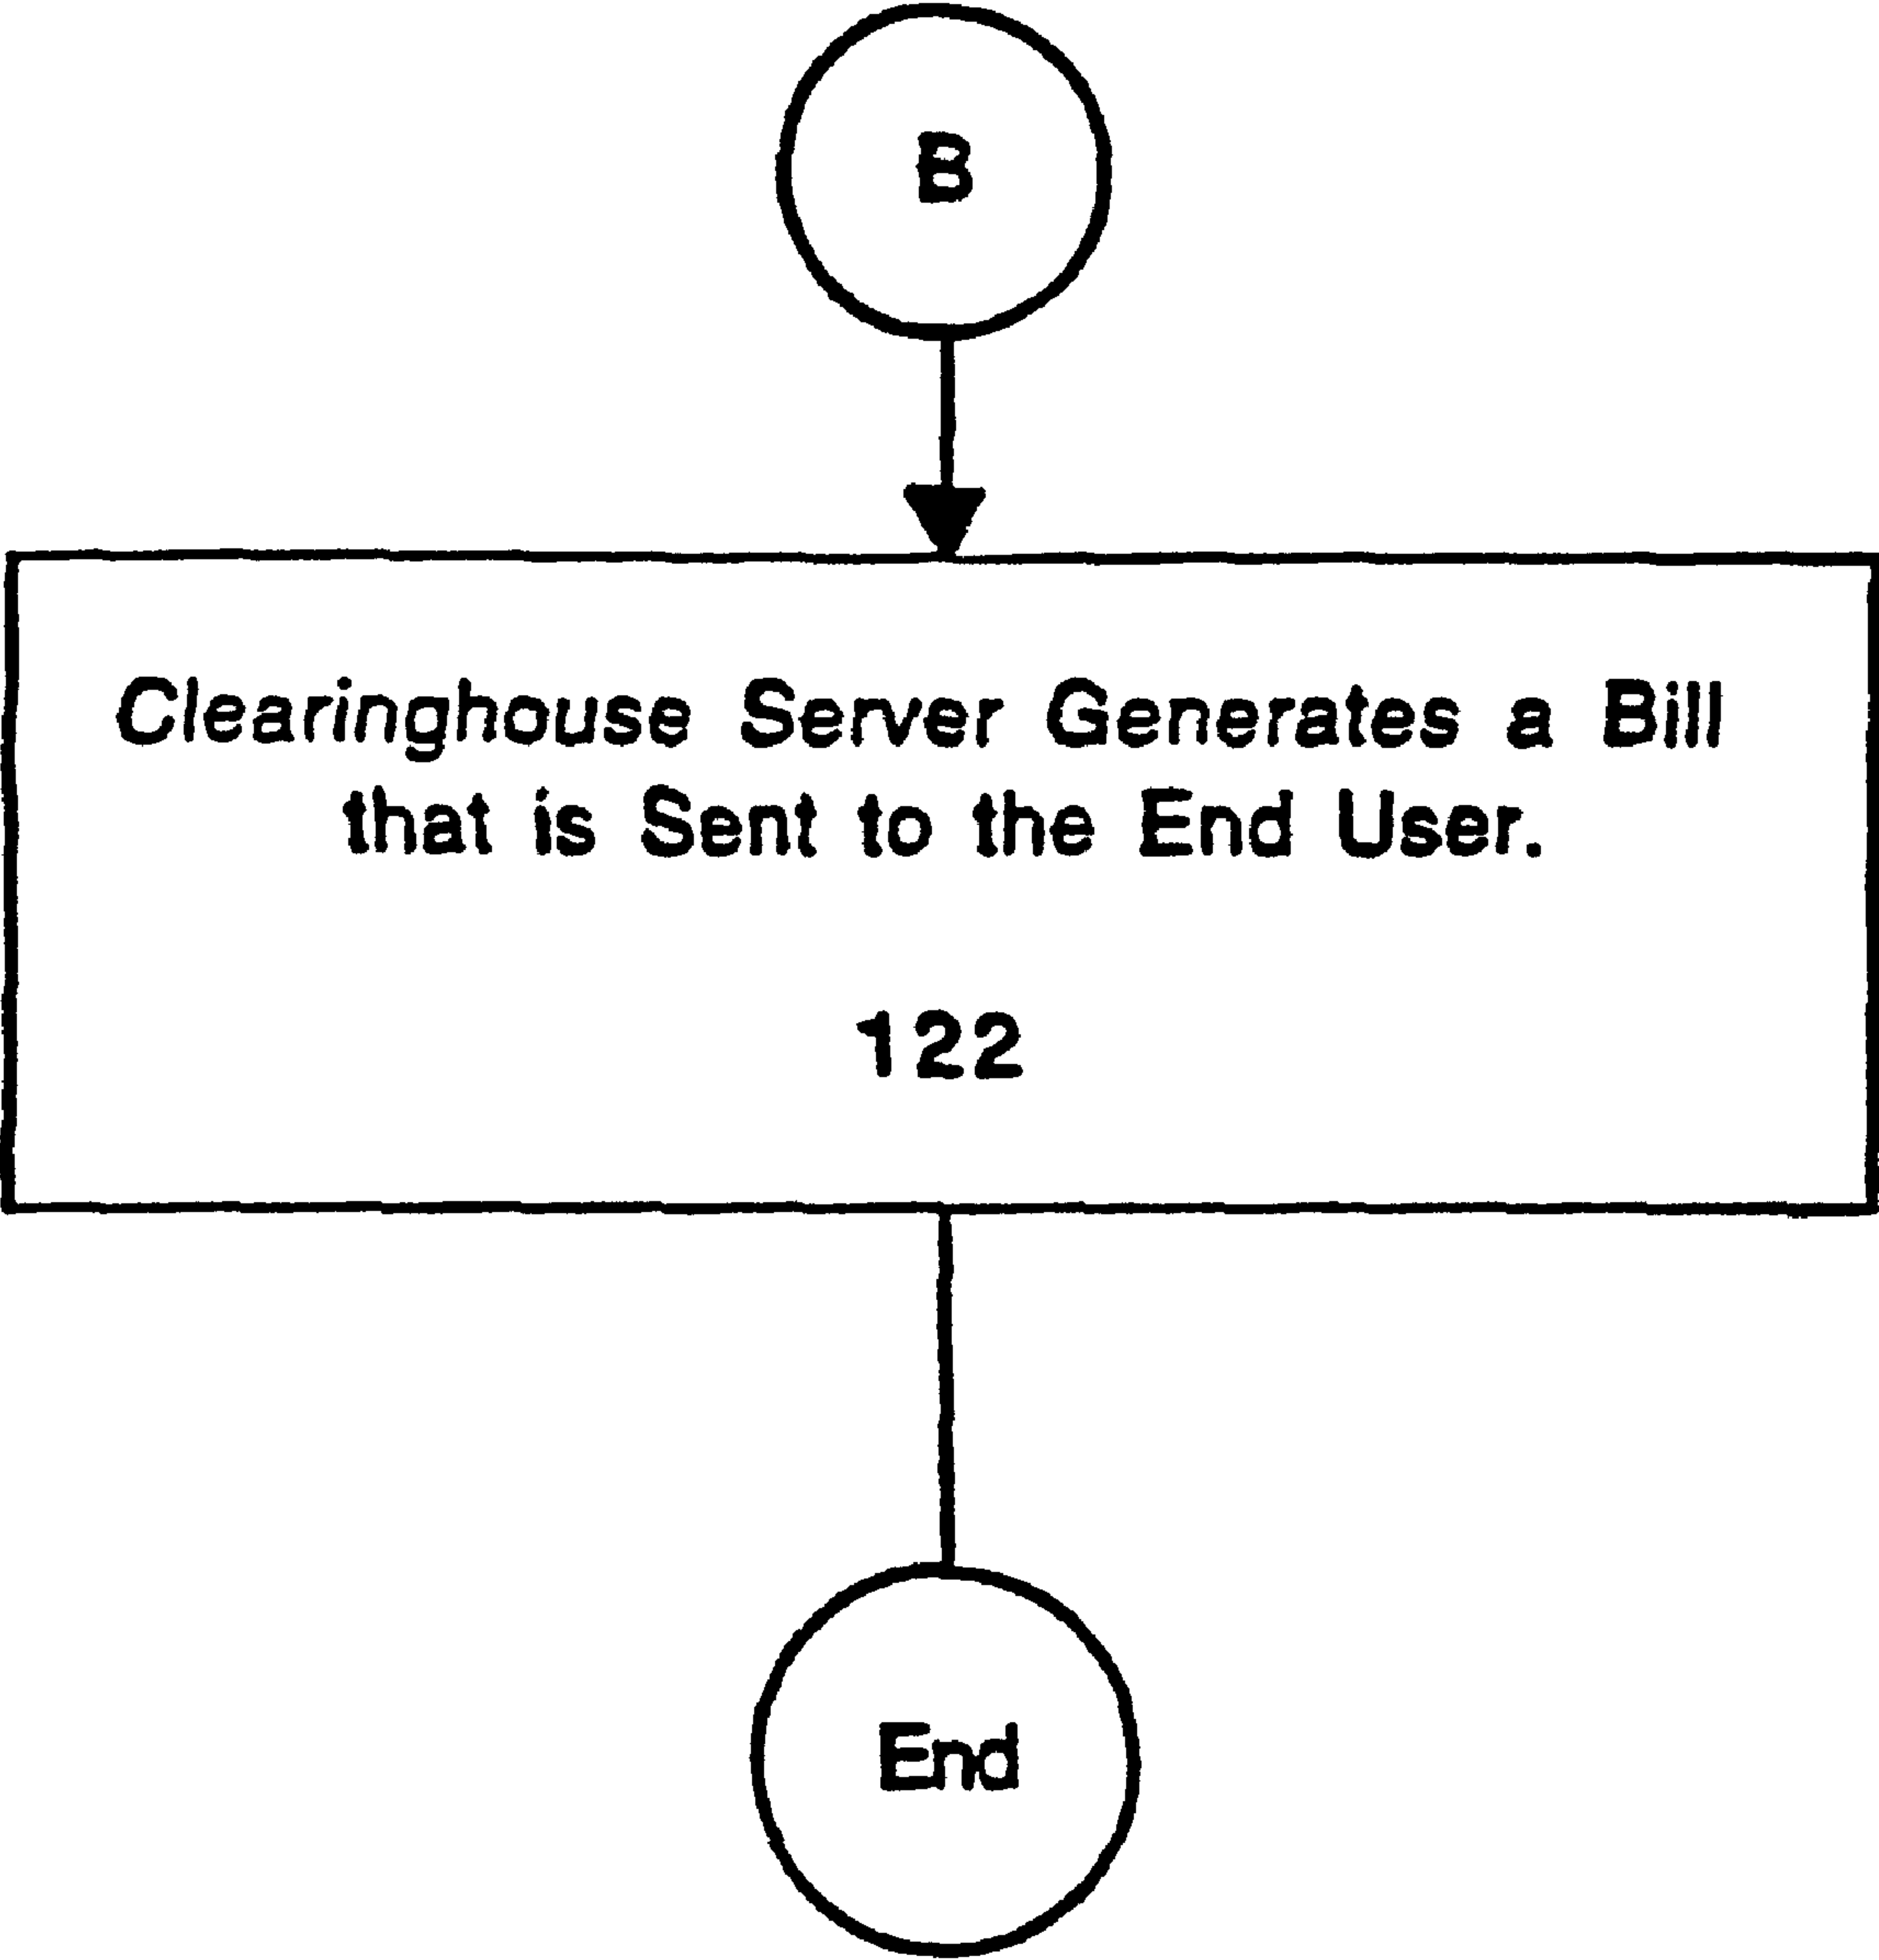 B
Clearinghouse Server Generates a Bill
that is Sent to the End User.
122
End